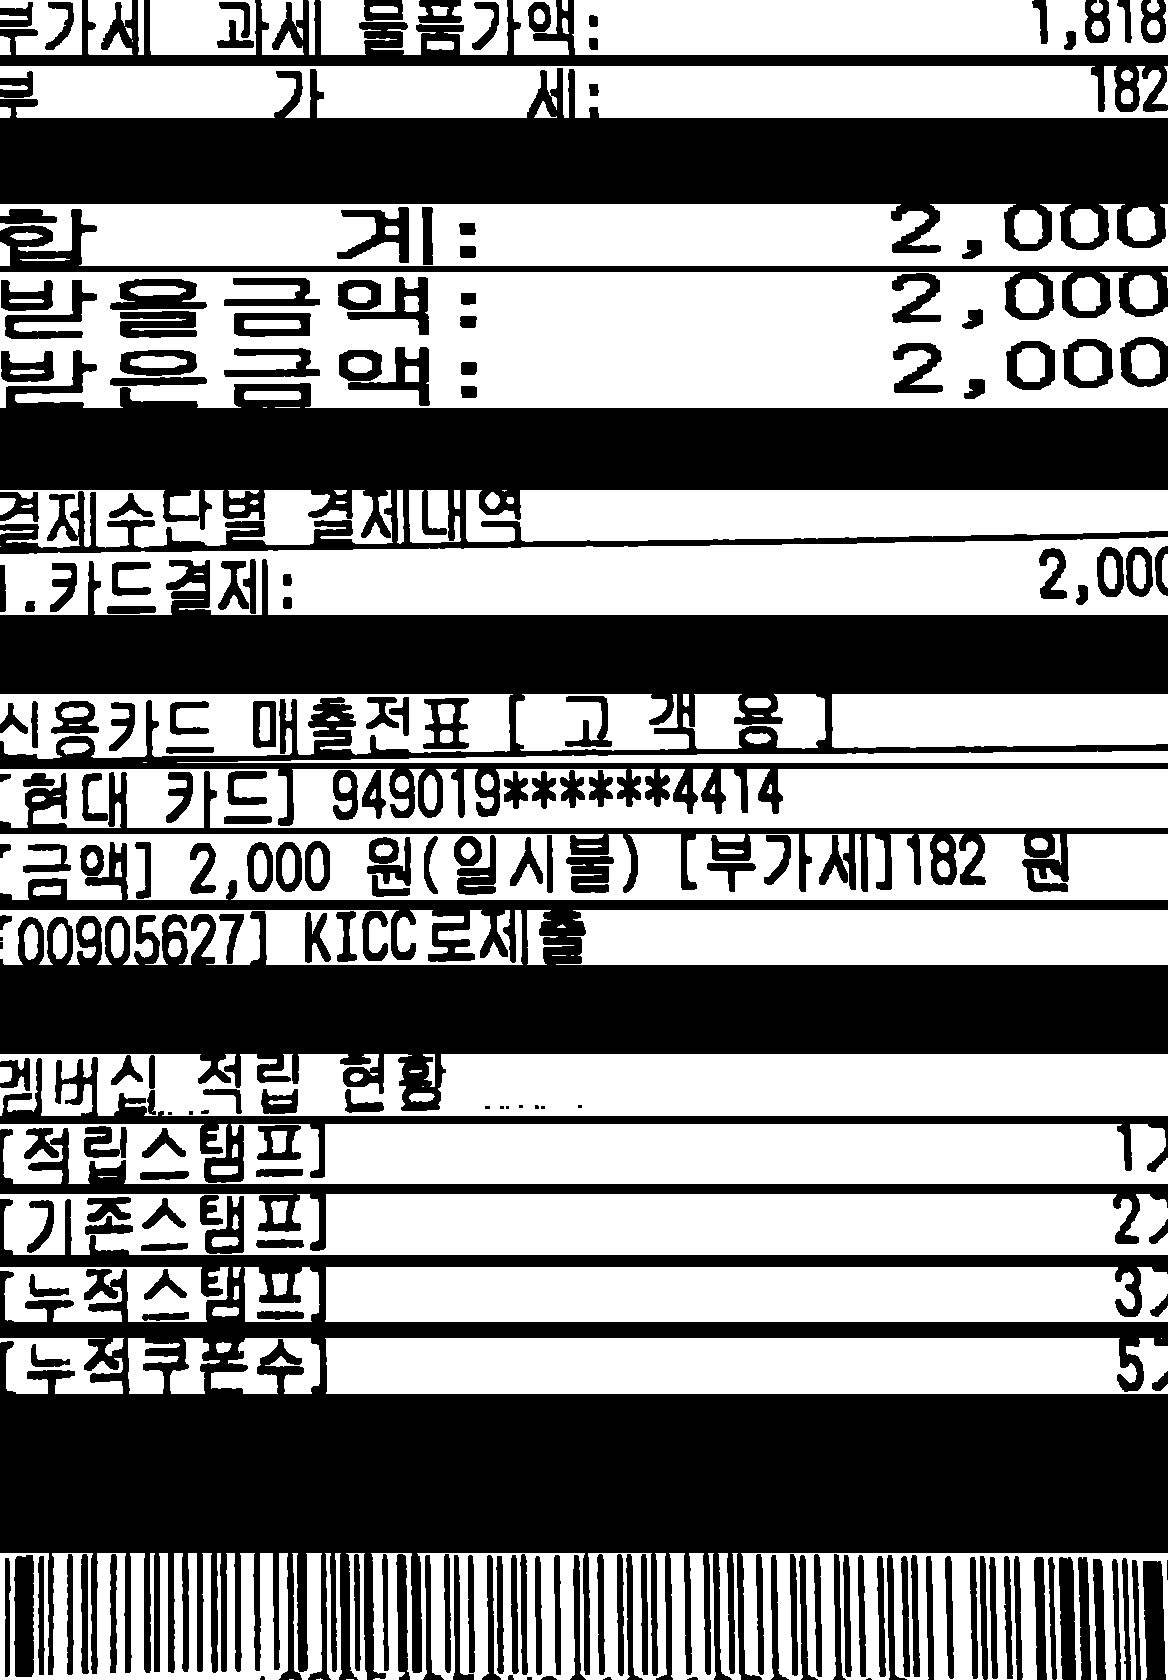 부가세 과세 물품가액: 1,818
부 가 세: 182
합 계: 2,000
받을금액: 2,000
받은금액: 2,000
결제수단별 결제내역
1.카드결제: 2,000
신용카드 매출전표 [ 고 객 용 ]
[현대 카드] 949019******4414
[금액] 2,000 원(일시불) [부가세]182 원
[00905627] KICC로제출
멤버십 적립 현황
[적립스탬프] 1
[기존스탬프] 2
[누적스탬프] 3
[누적쿠폰수] 5